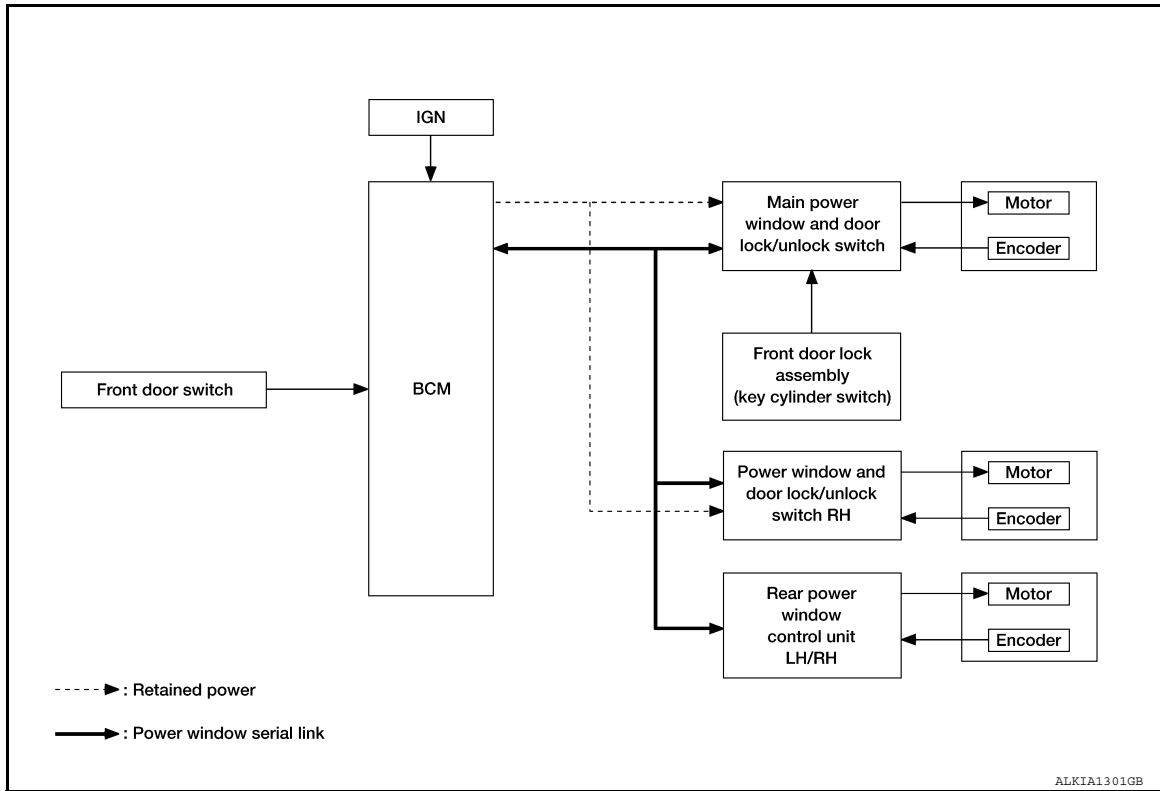 IGN
Main power
window and door
lock/unlock switch
Motor
Encoder
Front door lock
assembly
(key cylinder switch)
Front door switch
BCM
Power window and
door lock/unlock
switch RH
Motor
Encoder
Rear power
window
control unit
LH/RH
Motor
Encoder
: Retained power
: Power window serial link
ALKIA1301GB